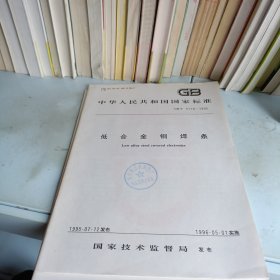 GB
中华人民共和国国家标准
低合金钢焊条
Low alloy steel covered electrodes
1995-07-12发布
1996-05-01实施
国家技术监督局 发布